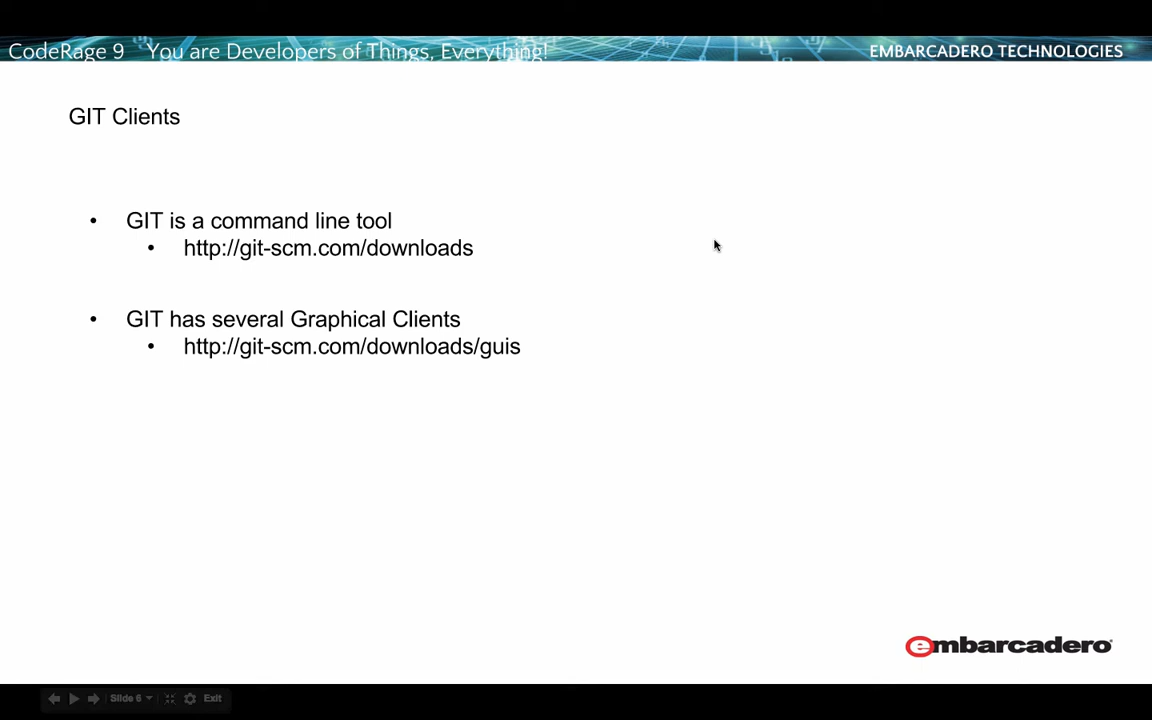 CodeRage 9 You are Developers of Things, Everything!
EMBARCADERO TECHNOLOGIES
GIT Clients
• GIT is a command line tool
• http://git-scm.com/downloads
• GIT has several Graphical Clients
• http://git-scm.com/downloads/guis
embarcadero
Slide 6
Exit